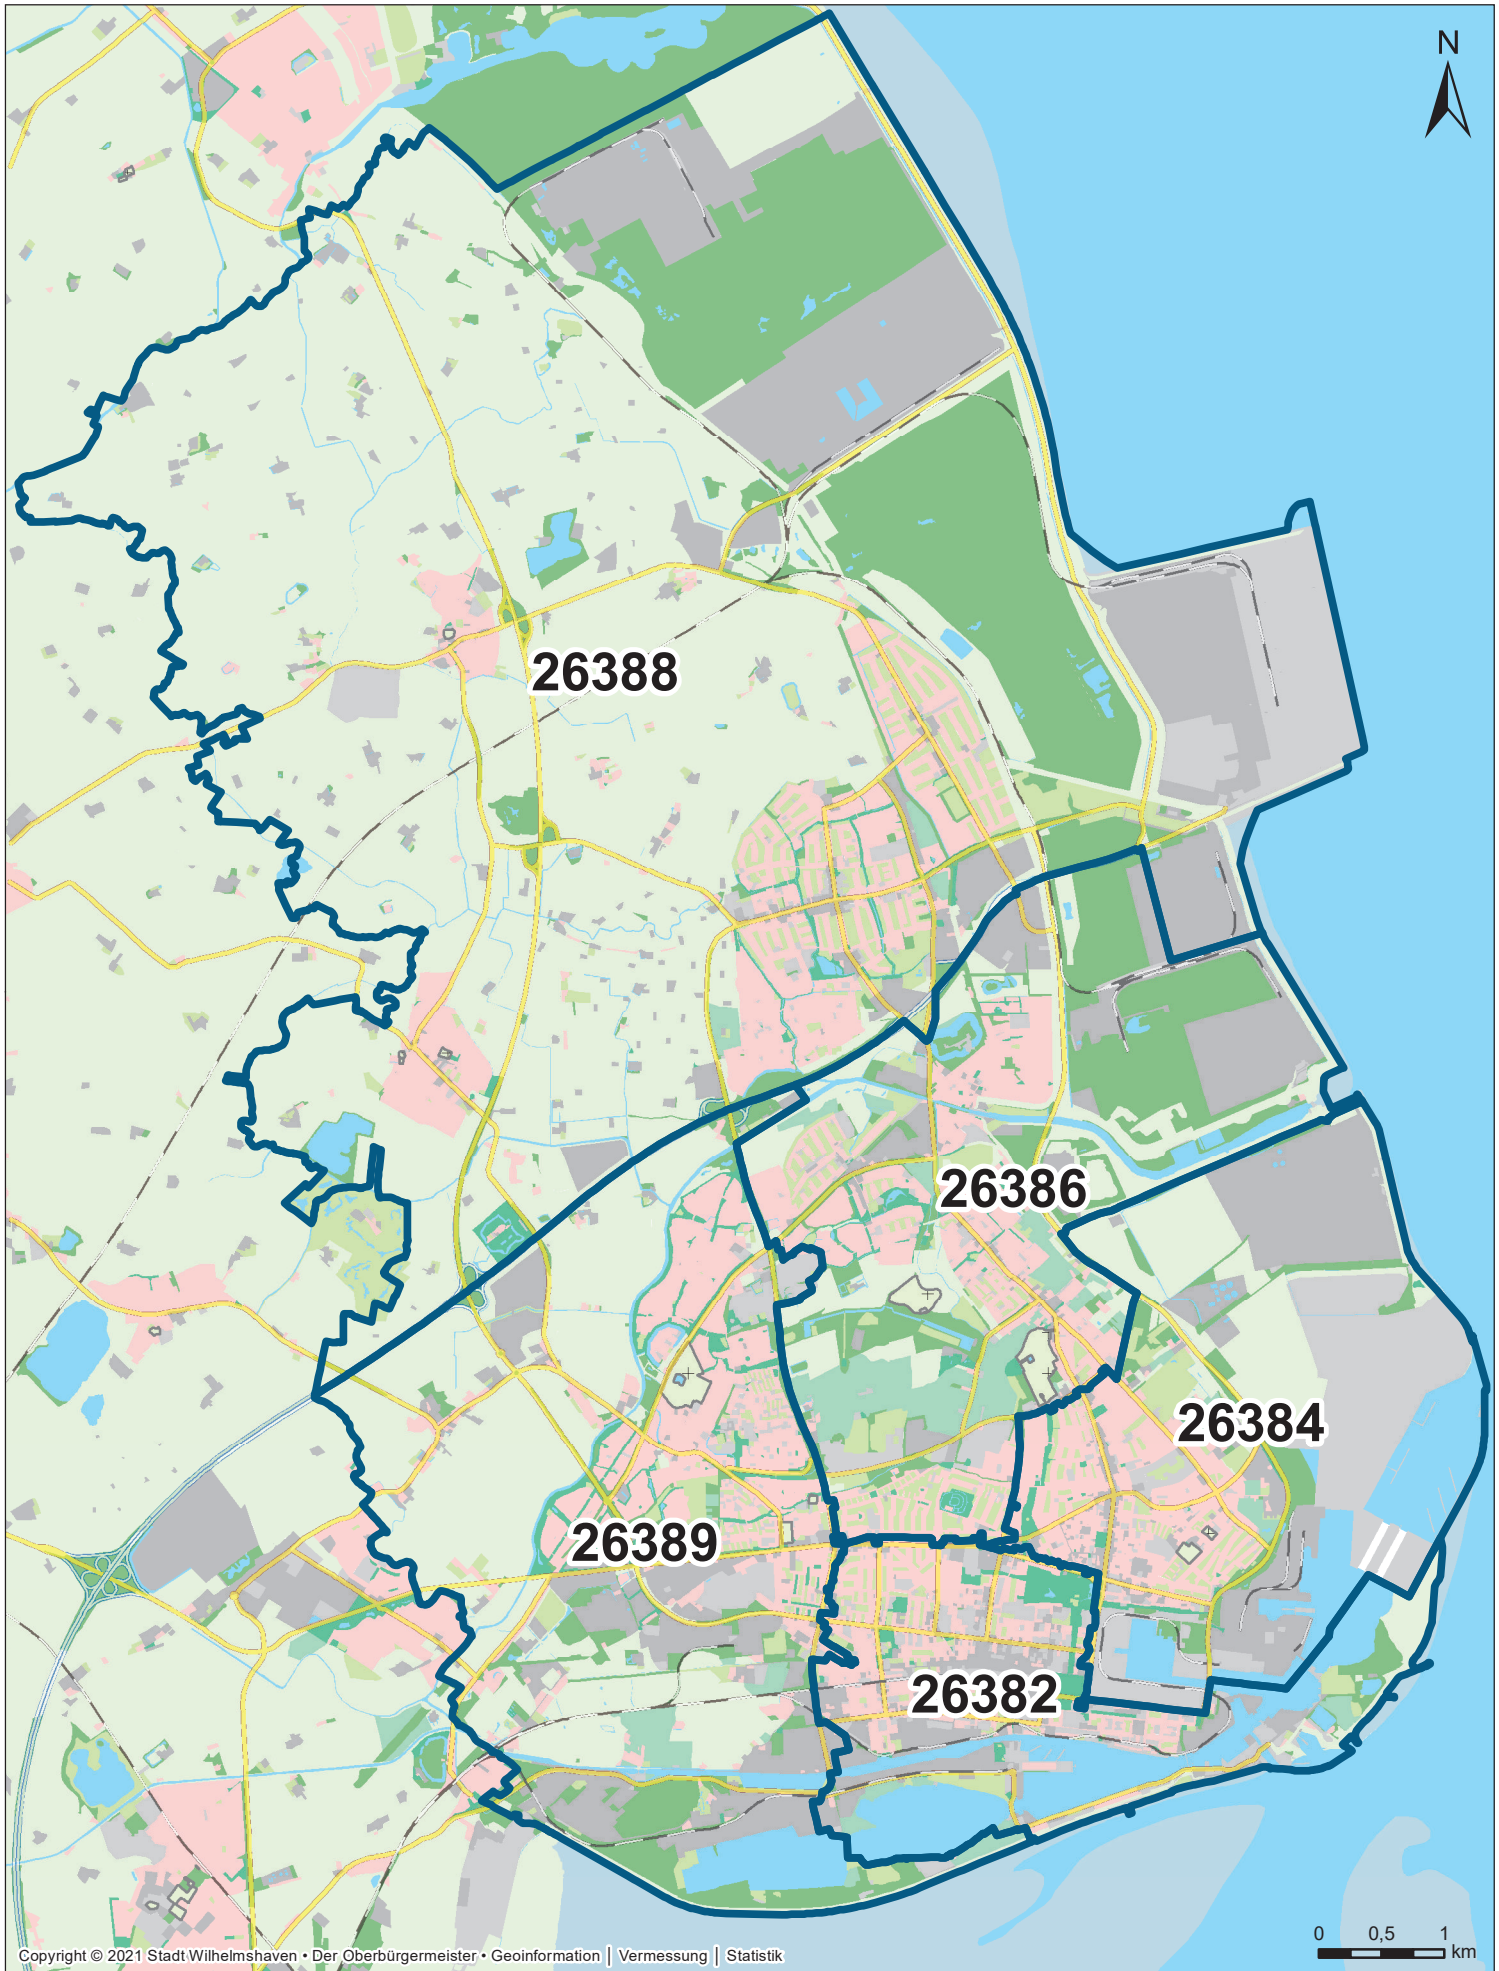 N
26388
26386
26384
26389
26382
0 0,5 1
km
Copyright © 2021 Stadt Wilhelmshaven • Der Oberbürgermeister • Geoinformation | Vermessung | Statistik